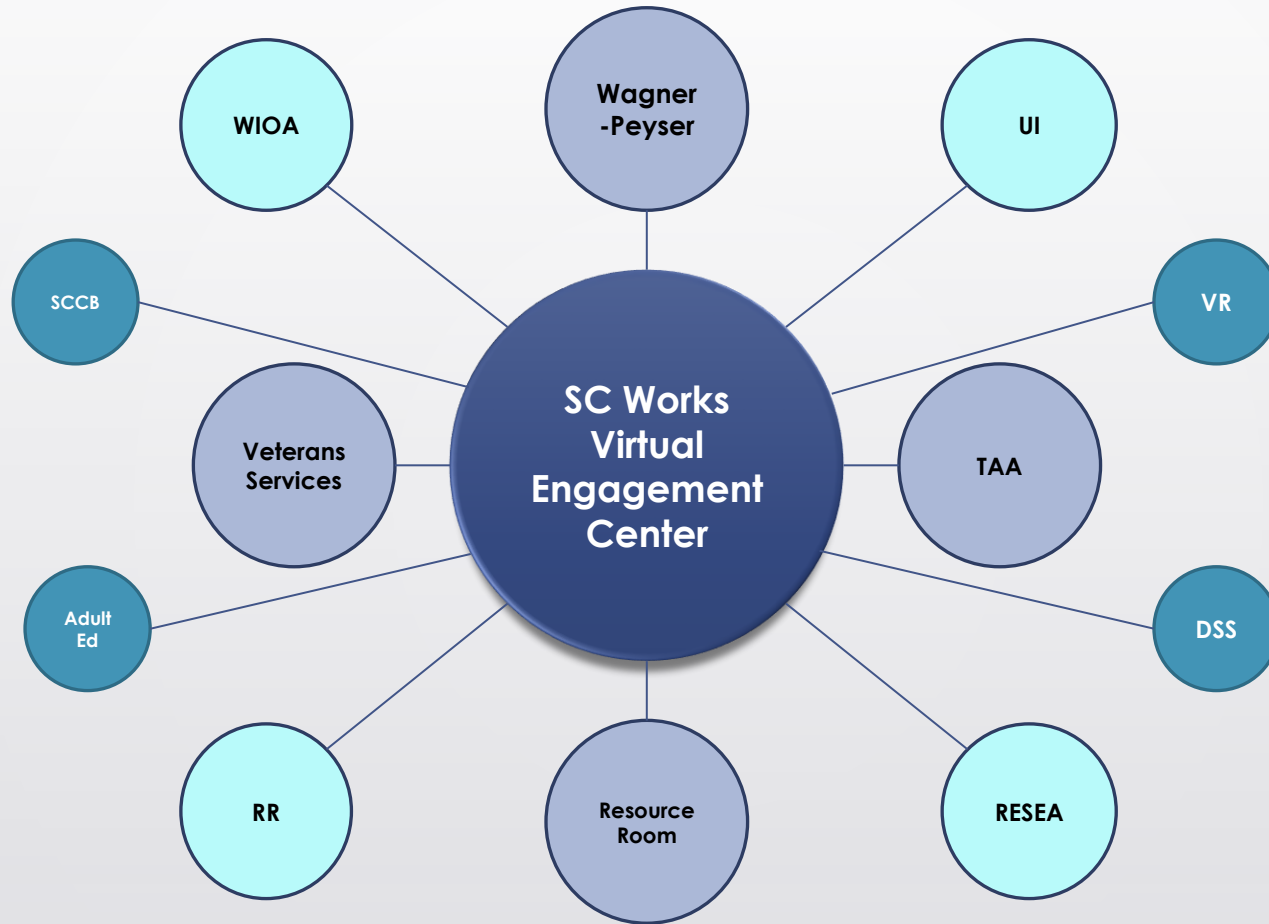 WIOA
Wagner
-Peyser
UI
SCCB
VR
Veterans
Services
SC Works
Virtual
Engagement
Center
TAA
Adult
Ed
DSS
RR
Resource
Room
RESEA